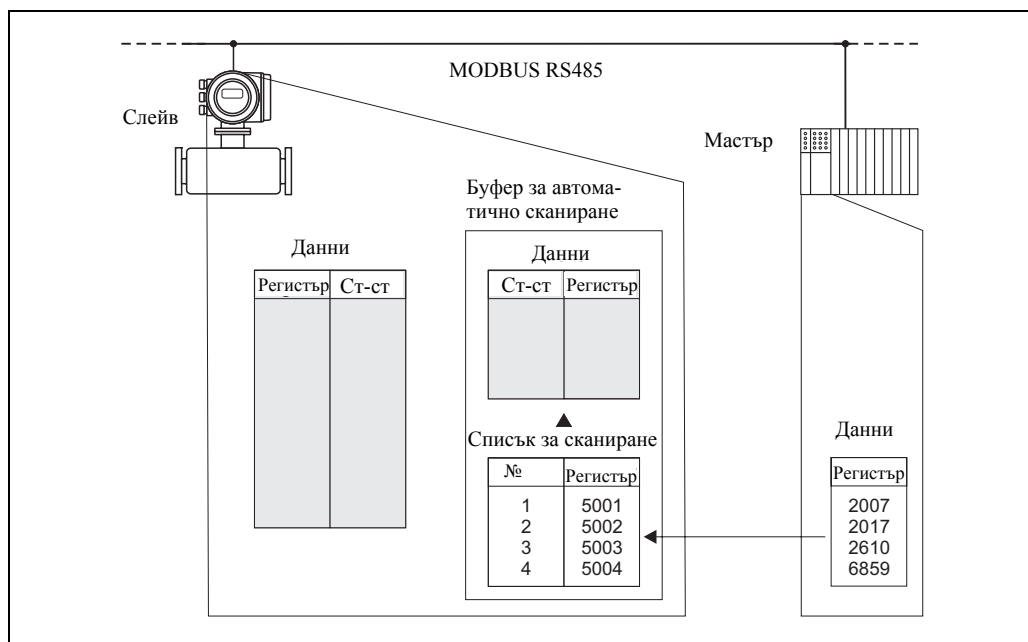 MODBUS RS485
Слейв
Мастър
Буфер за автома-
тично сканиране
Данни
Регистър Ст-ст
Данни
Ст-ст Регистър
Списък за сканиране
№ Регистър
1 5001
2 5002
3 5003
4 5004
Данни
Регистър
2007
2017
2610
6859